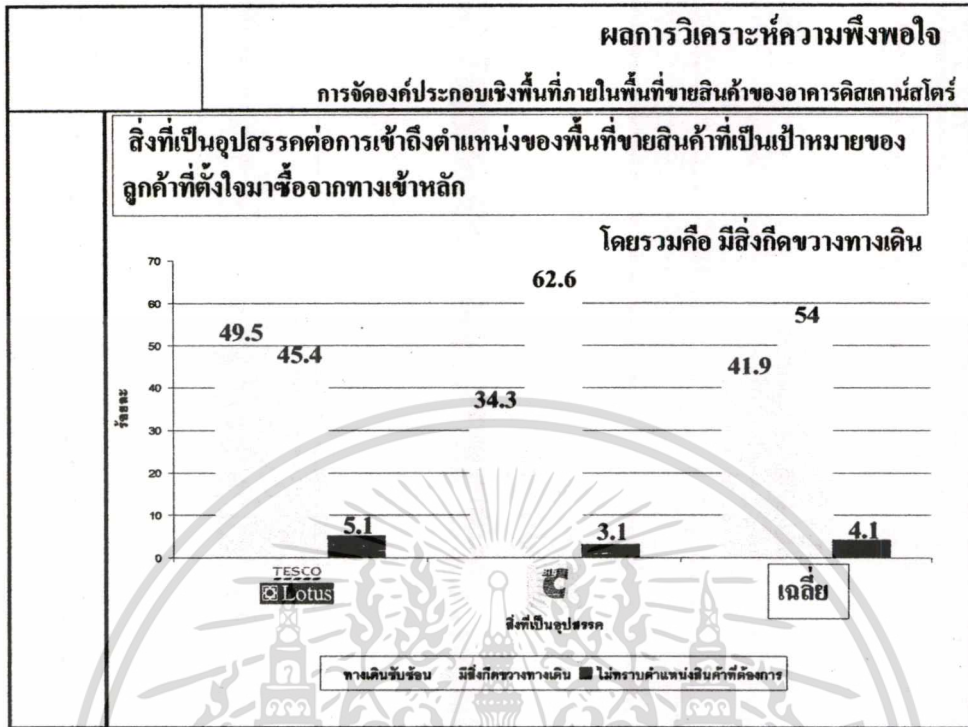 ผลการวิเคราะห์ความพึงพอใจ
การจัดองค์ประกอบเชิงพื้นที่ภายในพื้นที่ขายสินค้าของอาคารดิสเคาน์สโตร์
สิ่งที่เป็นอุปสรรคต่อการเข้าถึงตำแหน่งของพื้นที่ขายสินค้าที่เป็นเป้าหมายของ
ลูกค้าที่ตั้งใจมาซื้อจากทางเข้าหลัก
โดยรวมคือ มีสิ่งกีดขวางทางเดิน
70
60
50
40
30
20
10
0
ร้อยละ
49.5
45.4
5.1
34.3
62.6
3.1
41.9
54
4.1
TESCO
Lotus
C
เฉลี่ย
สิ่งที่เป็นอุปสรรค
ทางเดินซับซ้อน มีสิ่งกีดขวางทางเดิน ไม่ทราบตำแหน่งสินค้าที่ต้องการ